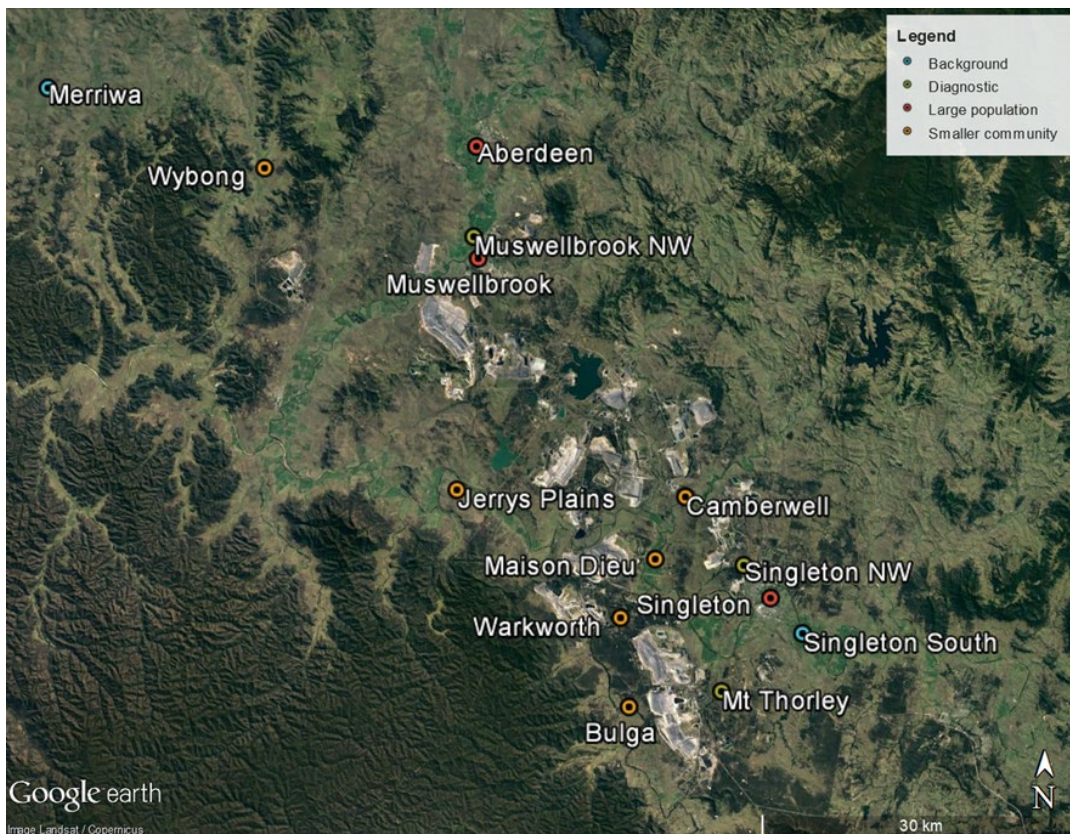 Legend
Background
Diagnostic
Large population
Smaller community
Merriwa
Aberdeen
Wybong
Muswellbrook NW
Muswellbrook
Jerrys Plains
Camberwell
Maison Dieu
Singleton NW
Singleton
Warkworth
Singleton South
Mt Thorley
Bulga
N
Google earth
Image Landsat / Copernicus
30 km